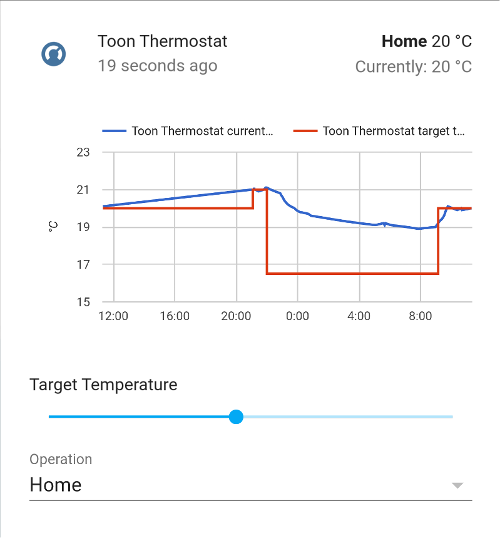 Toon Thermostat
Home 20 °C
19 seconds ago
Currently: 20 °C
Toon Thermostat current...
Toon Thermostat target t...
23
21
19
17
15
°C
12:00
16:00
20:00
0:00
4:00
8:00
Target Temperature
Operation
Home